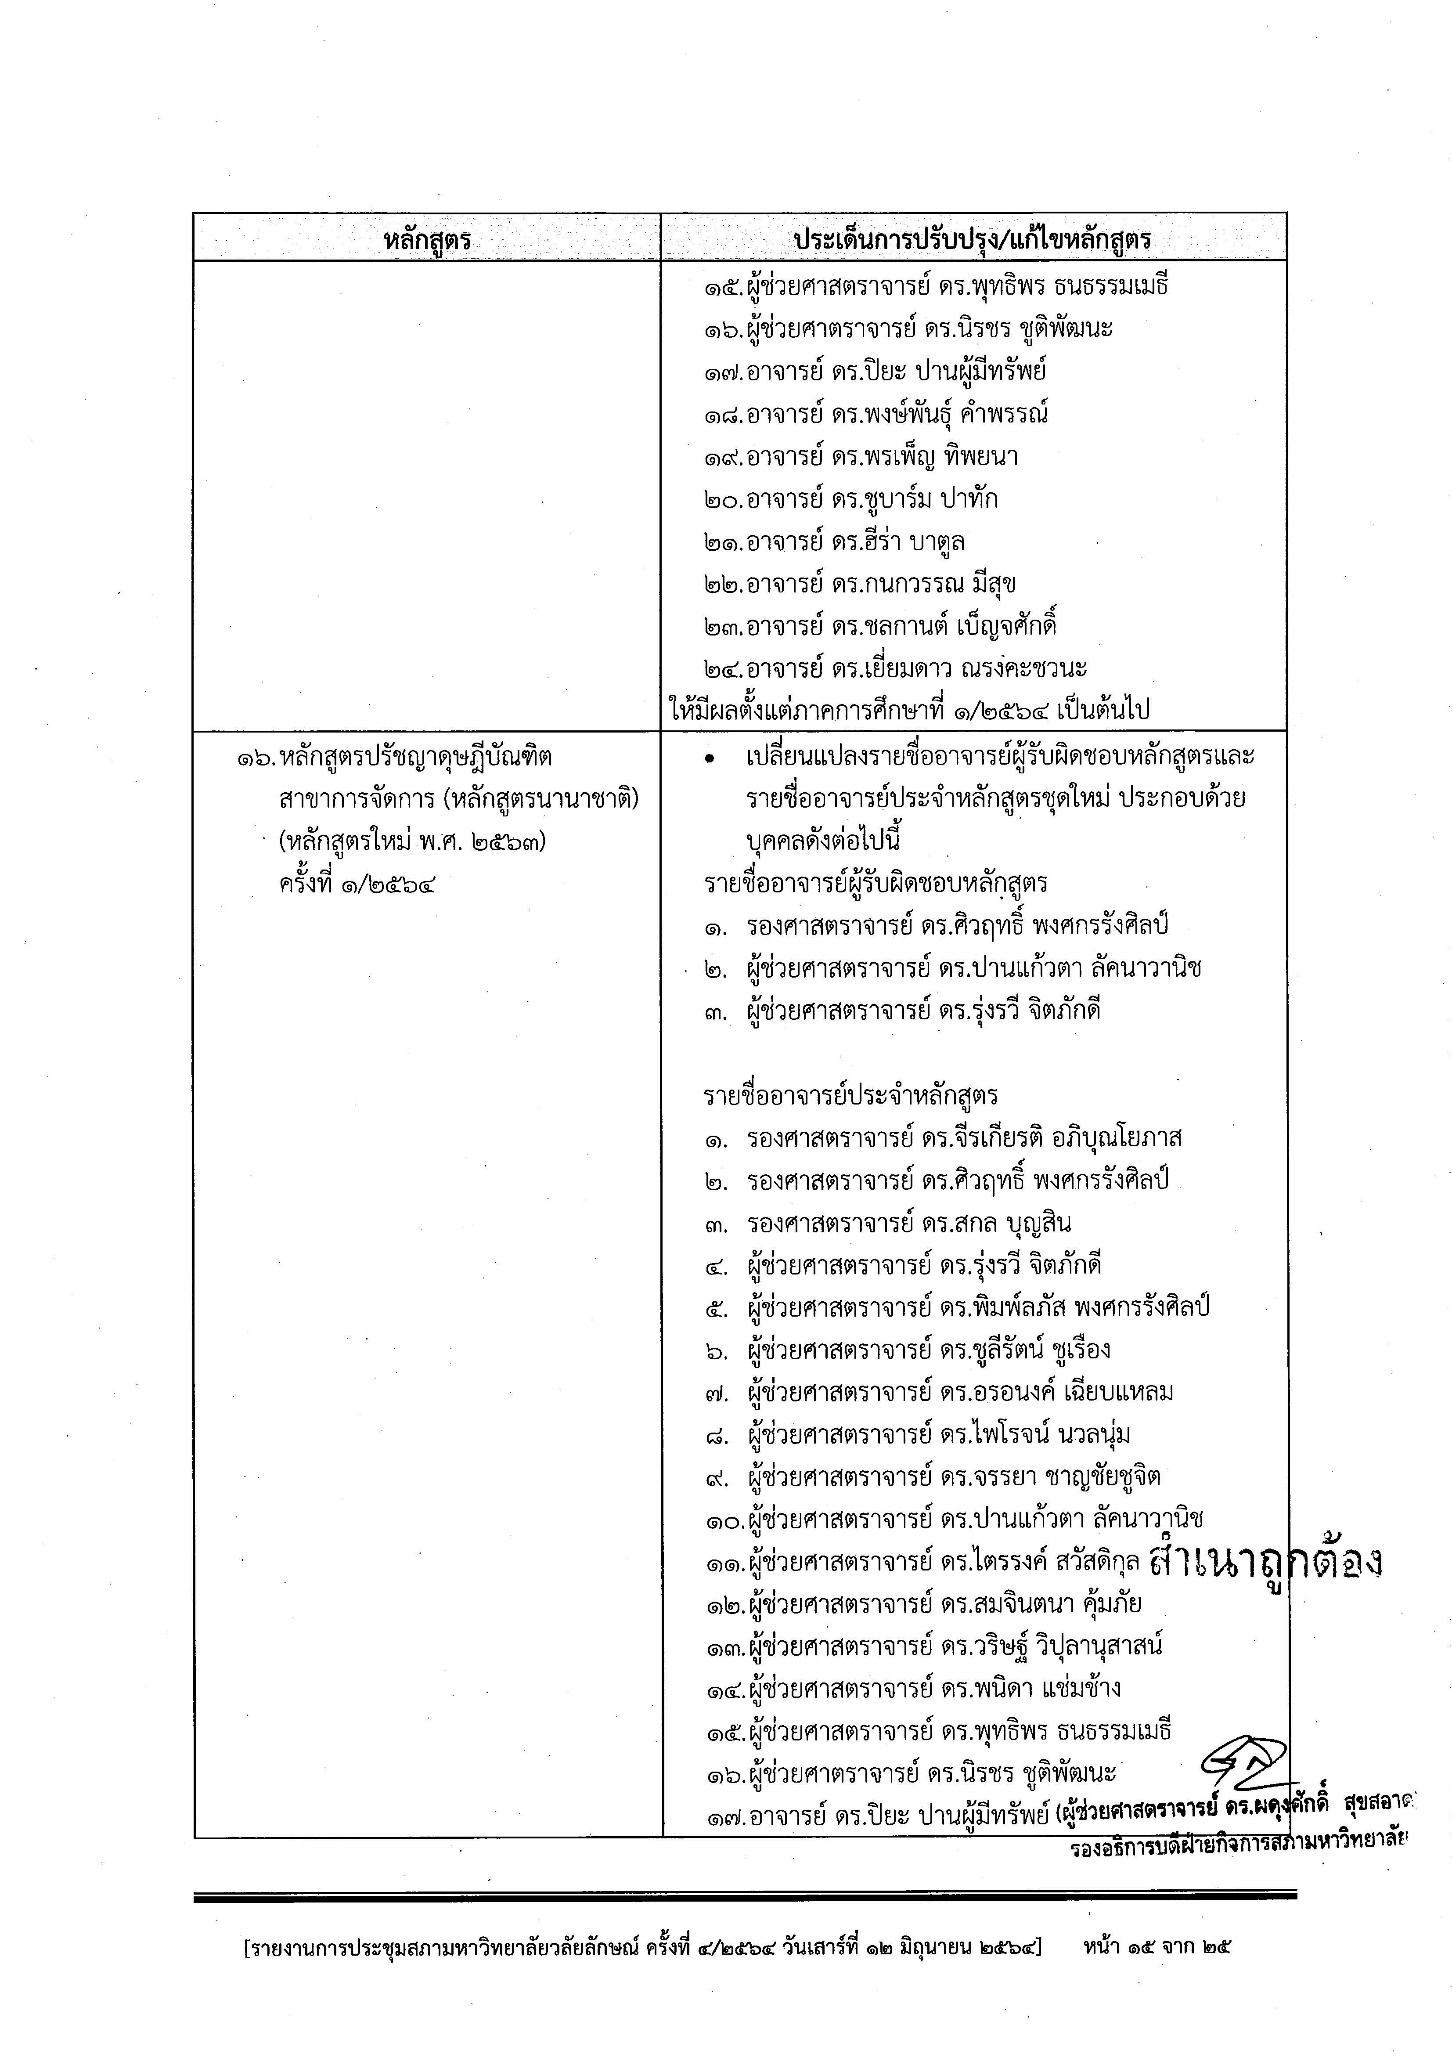 หลักสูตร
ประเด็นการปรับปรุง/แก้ไขหลักสูตร
๑๕.ผู้ช่วยศาสตราจารย์ ดร.พุทธิพร ธนธรรมเมธี
๑๖.ผู้ช่วยศาตราจารย์ ดร.นิรชร ชูติพัฒนะ
๑๗.อาจารย์ ดร.ปิยะ ปานผู้มีทรัพย์
๑๘.อาจารย์ ดร.พงษ์พันธุ์ คำพรรณ์
๑๙.อาจารย์ ดร.พรเพ็ญ ทิพยนา
๒๐.อาจารย์ ดร.ชูบาร์ม ปาทัก
๒๑.อาจารย์ ดร.ฮีร่า บาตูล
๒๒.อาจารย์ ดร.กนกวรรณ มีสุข
๒๓.อาจารย์ ดร.ชลกานต์ เบ็ญจศักดิ์
๒๔.อาจารย์ ดร.เยี่ยมดาว ณรงคะชวนะ
ให้มีผลตั้งแต่ภาคการศึกษาที่ ๑/๒๕๖๔ เป็นต้นไป
๑๖.หลักสูตรปรัชญาดุษฎีบัณฑิต
สาขาการจัดการ (หลักสูตรนานาชาติ)
(หลักสูตรใหม่ พ.ศ. ๒๕๖๓)
ครั้งที่ ๑/๒๕๖๔
• เปลี่ยนแปลงรายชื่ออาจารย์ผู้รับผิดชอบหลักสูตรและ
รายชื่ออาจารย์ประจำหลักสูตรชุดใหม่ ประกอบด้วย
บุคคลดังต่อไปนี้
รายชื่ออาจารย์ผู้รับผิดชอบหลักสูตร
๑. รองศาสตราจารย์ ดร.ศิวฤทธิ์ พงศกรรังศิลป์
๒. ผู้ช่วยศาสตราจารย์ ดร.ปานแก้วตา ลัคนาวานิช
๓. ผู้ช่วยศาสตราจารย์ ดร.รุ่งรวี จิตภักดี
รายชื่ออาจารย์ประจำหลักสูตร
๑. รองศาสตราจารย์ ดร.จีรเกียรติ อภิบุณโยภาส
๒. รองศาสตราจารย์ ดร.ศิวฤทธิ์ พงศกรรังศิลป์
๓. รองศาสตราจารย์ ดร.สกล บุญสิน
๔. ผู้ช่วยศาสตราจารย์ ดร.รุ่งรวี จิตภักดี
๕. ผู้ช่วยศาสตราจารย์ ดร.พิมพ์ลภัส พงศกรรังศิลป์
๖. ผู้ช่วยศาสตราจารย์ ดร.ชูลีรัตน์ ชูเรือง
๗. ผู้ช่วยศาสตราจารย์ ดร.อรอนงค์ เฉียบแหลม
๘. ผู้ช่วยศาสตราจารย์ ดร.ไพโรจน์ นวลนุ่ม
๙. ผู้ช่วยศาสตราจารย์ ดร.จรรยา ชาญชัยชูจิต
๑๐.ผู้ช่วยศาสตราจารย์ ดร.ปานแก้วตา ลัคนาวานิช
๑๑.ผู้ช่วยศาสตราจารย์ ดร.ไตรรงค์ สวัสดิกุล สำเนาถูกต้อง
๑๒.ผู้ช่วยศาสตราจารย์ ดร.สมจินตนา คุ้มภัย
๑๓.ผู้ช่วยศาสตราจารย์ ดร.วริษฐ์ วิปุลานุสาสน์
๑๔.ผู้ช่วยศาสตราจารย์ ดร.พนิดา แช่มช้าง
๑๕.ผู้ช่วยศาสตราจารย์ ดร.พุทธิพร ธนธรรมเมธี
๑๖.ผู้ช่วยศาตราจารย์ ดร.นิรชร ชูติพัฒนะ
๑๗.อาจารย์ ดร.ปิยะ ปานผู้มีทรัพย์ (ผู้ช่วยศาสตราจารย์ ดร.ผดุงศักดิ์ สุขสอาด
รองอธิการบดีฝ่ายกิจการสภามหาวิทยาลัย
[รายงานการประชุมสภามหาวิทยาลัยวลัยลักษณ์ ครั้งที่ ๔/๒๕๖๔ วันเสาร์ที่ ๑๒ มิถุนายน ๒๕๖๔] หน้า ๑๕ จาก ๒๕